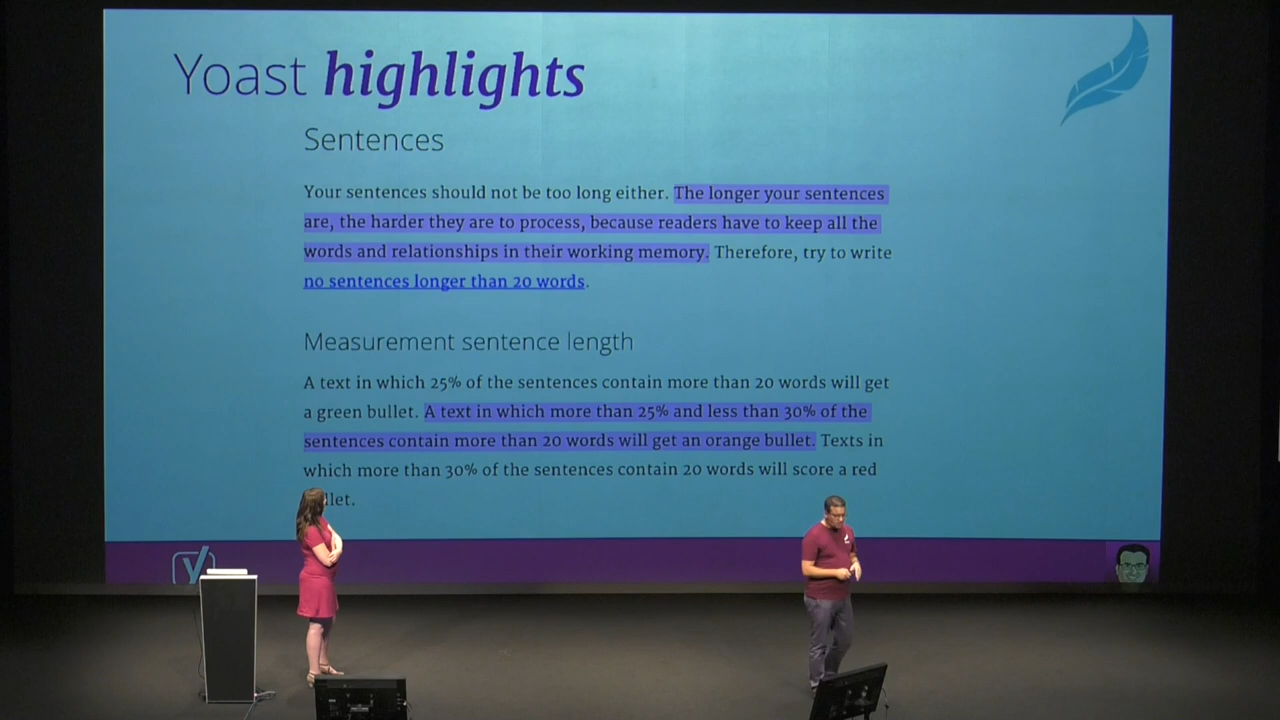 Yoast highlights
Sentences
Your sentences should not be too long either. The longer your sentences
are, the harder they are to process, because readers have to keep all the
words and relationships in their working memory. Therefore, try to write
no sentences longer than 20 words.
Measurement sentence length
A text in which 25% of the sentences contain more than 20 words will get
a green bullet. A text in which more than 25% and less than 30% of the
sentences contain more than 20 words will get an orange bullet. Texts in
which more than 30% of the sentences contain 20 words will score a red
llet.